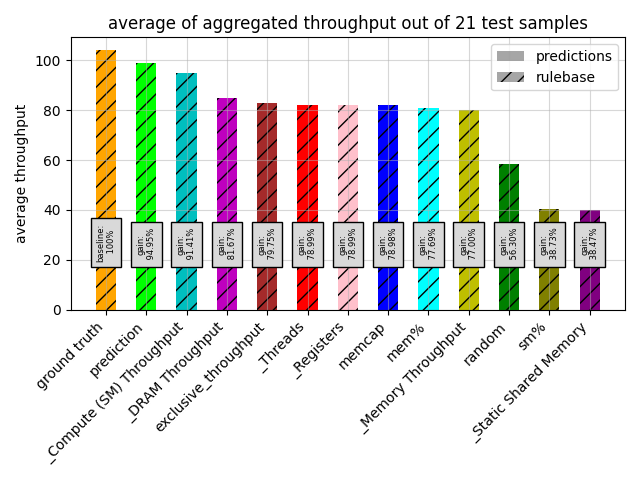 average of aggregated throughput out of 21 test samples
average throughput
100
80
60
40
20
0
predictions
rulebase
baseline:
100%
gain:
94.95%
gain:
91.41%
gain:
81.67%
gain:
79.75%
gain:
78.99%
gain:
78.99%
gain:
78.98%
gain:
77.69%
gain:
77.00%
gain:
56.30%
gain:
38.73%
gain:
38.47%
ground truth
prediction
_Compute (SM) Throughput
_DRAM Throughput
exclusive_throughput
_Threads
_Registers
memcap
mem%
_Memory Throughput
random
sm%
_Static Shared Memory